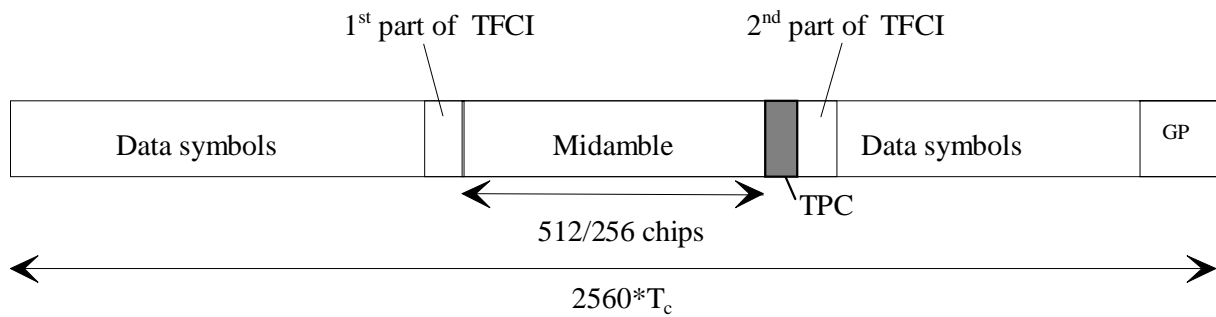 1st part of TFCI
2nd part of TFCI
Data symbols
Midamble
Data symbols
GP
TPC
512/256 chips
2560*Tc